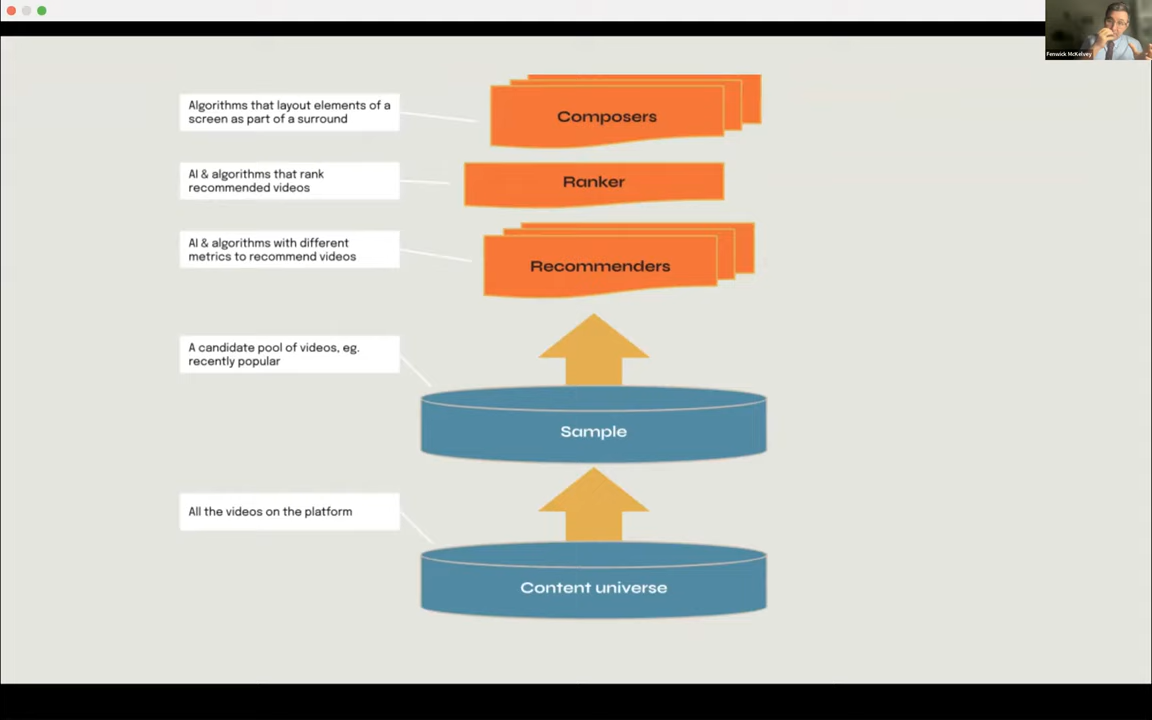 Fenwick McKelvey
Algorithms that layout elements of a
screen as part of a surround
Composers
AI & algorithms that rank
recommended videos
Ranker
AI & algorithms with different
metrics to recommend videos
Recommenders
A candidate pool of videos, eg.
recently popular
Sample
All the videos on the platform
Content universe